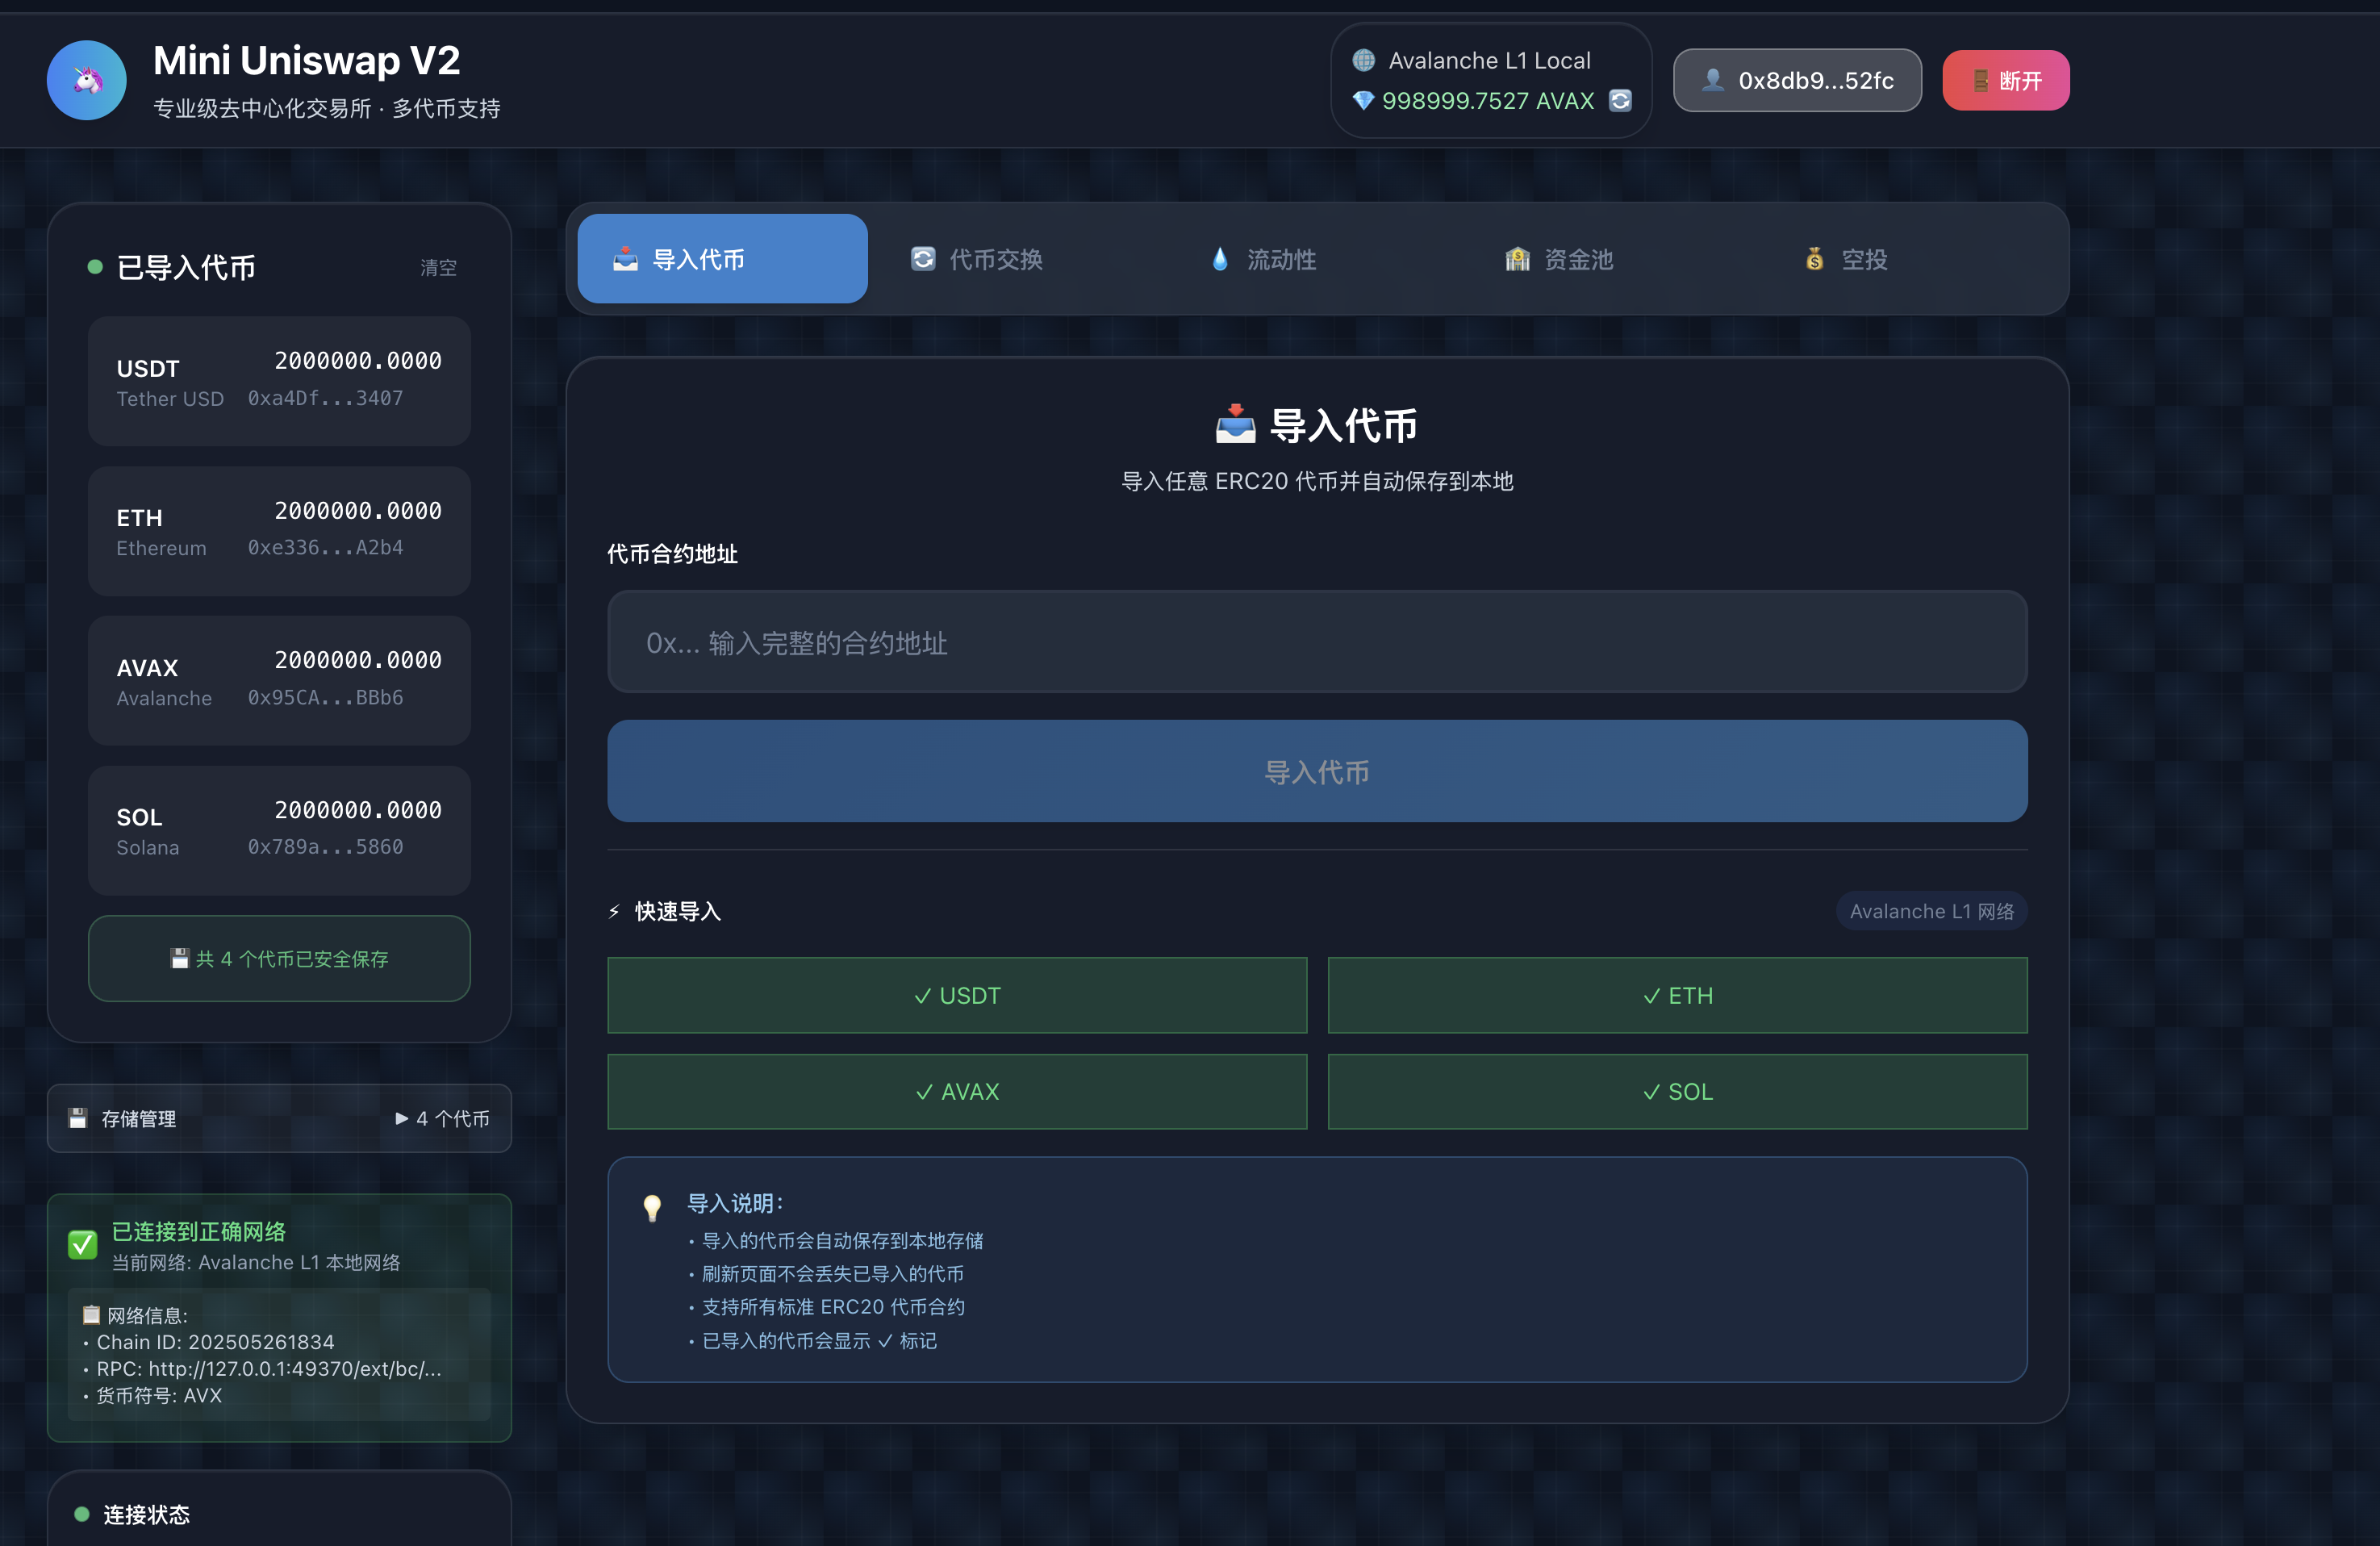 Mini Uniswap V2
专业级去中心化交易所 · 多代币支持
Avalanche L1 Local
998999.7527 AVAX
0x8db9...52fc
断开
已导入代币
清空
USDT
2000000.0000
Tether USD
0xa4Df...3407
ETH
2000000.0000
Ethereum
0xe336...A2b4
AVAX
2000000.0000
Avalanche
0x95CA...BBb6
SOL
2000000.0000
Solana
0x789a...5860
共 4 个代币已安全保存
存储管理
▶ 4 个代币
已连接到正确网络
当前网络: Avalanche L1 本地网络
网络信息:
• Chain ID: 202505261834
• RPC: http://127.0.0.1:49370/ext/bc/...
• 货币符号: AVX
连接状态
导入代币
代币交换
流动性
资金池
空投
导入代币
导入任意 ERC20 代币并自动保存到本地
代币合约地址
0x... 输入完整的合约地址
导入代币
⚡ 快速导入
Avalanche L1 网络
✓ USDT
✓ ETH
✓ AVAX
✓ SOL
导入说明：
• 导入的代币会自动保存到本地存储
• 刷新页面不会丢失已导入的代币
• 支持所有标准 ERC20 代币合约
• 已导入的代币会显示 ✓ 标记